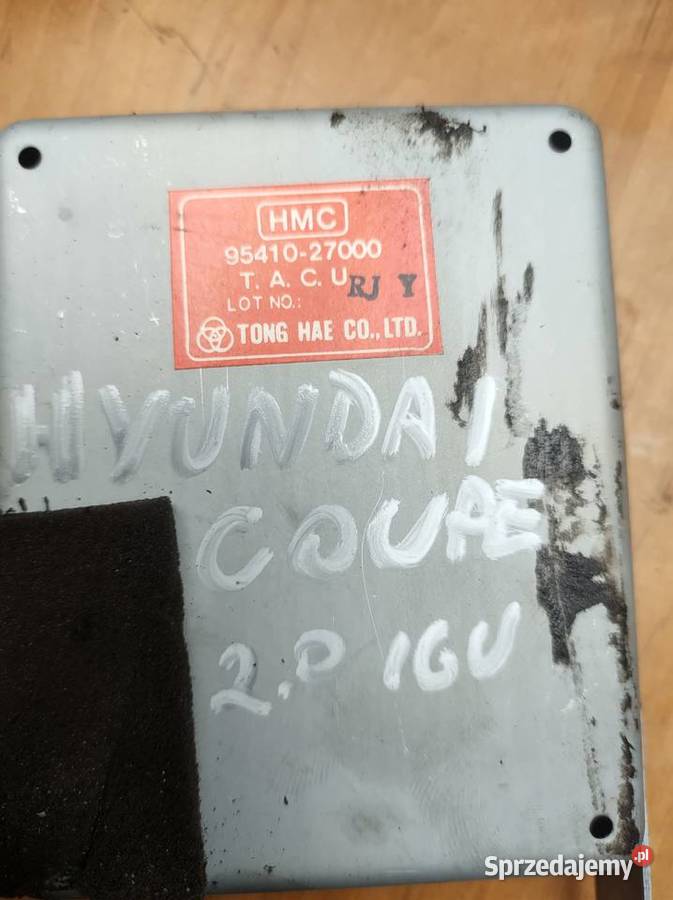 HMC
95410-27000
T. A. C. U
LOT NO.: RJ Y
TONG HAE CO., LTD.
HYUNDAI
COUPE
2.0 16V
Sprzedajemy.pl